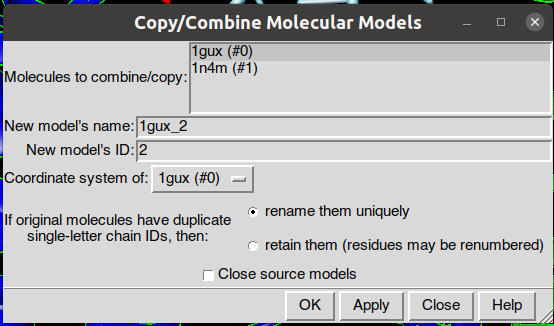 Copy/Combine Molecular Models
Molecules to combine/copy:
1gux (#0)
1n4m (#1)
New model's name: 1gux_2
New model's ID: 2
Coordinate system of: 1gux (#0)
If original molecules have duplicate
single-letter chain IDs, then:
rename them uniquely
retain them (residues may be renumbered)
Close source models
OK Apply Close Help